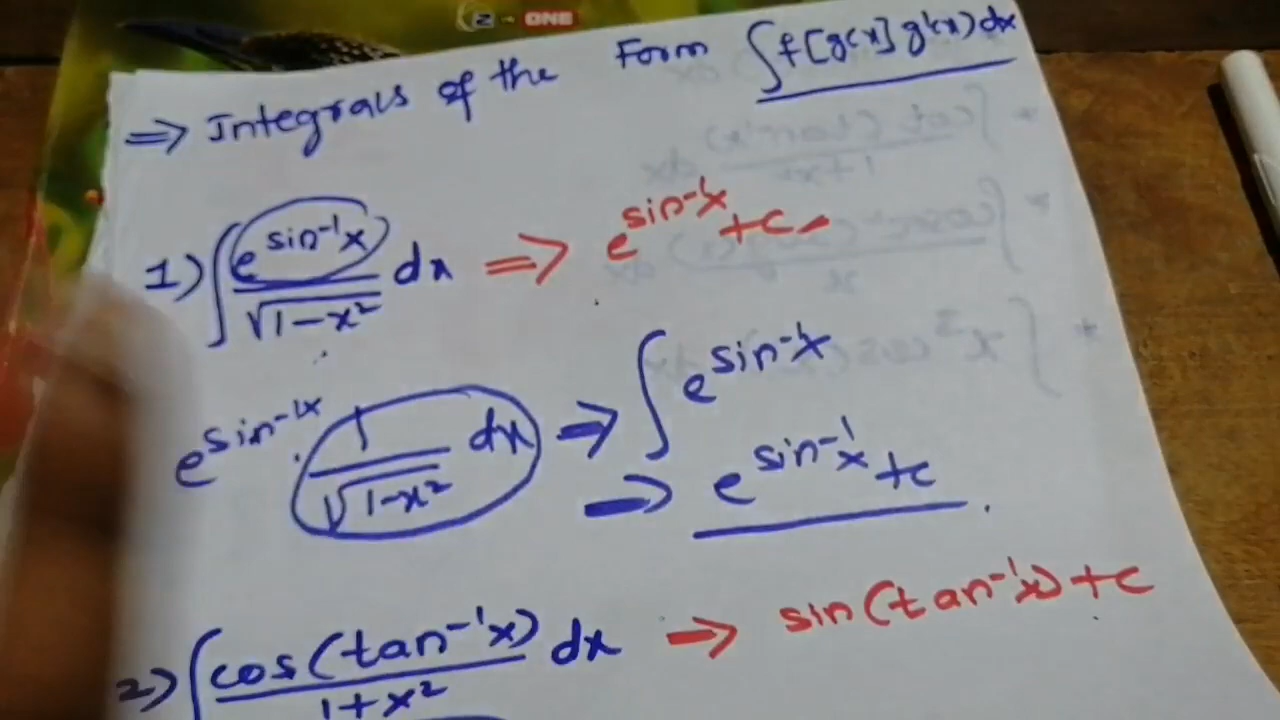 Z - ONE
⇒ Integrals of the Form ∫f[g(x)] g'(x) dx
1) ∫ e^(sin⁻¹x) / √(1-x²) dx ⇒ e^(sin⁻¹x) + c
e^(sin⁻¹x) . 1/√(1-x²) dx ⇒ ∫ e^(sin⁻¹x)
⇒ e^(sin⁻¹x) + c.
2) ∫ cos(tan⁻¹x) / (1+x²) dx ⇒ sin(tan⁻¹x) + c